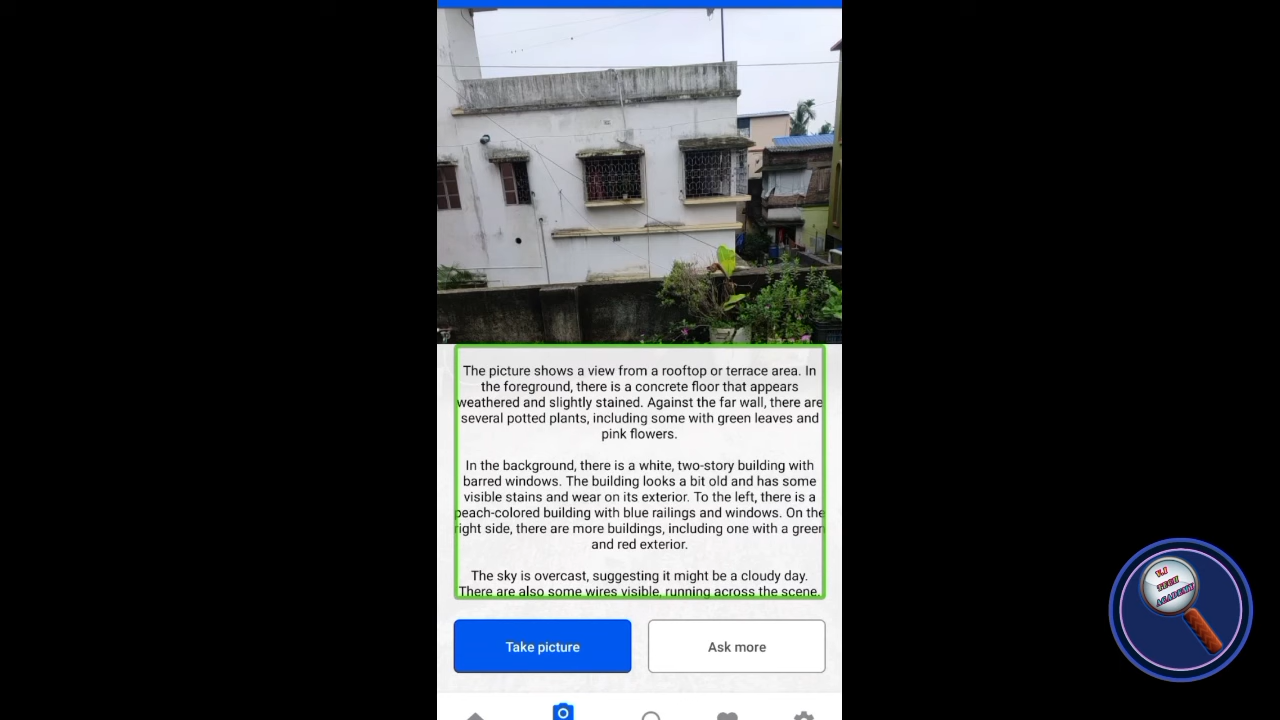 The picture shows a view from a rooftop or terrace area. In
the foreground, there is a concrete floor that appears
weathered and slightly stained. Against the far wall, there are
several potted plants, including some with green leaves and
pink flowers.
In the background, there is a white, two-story building with
barred windows. The building looks a bit old and has some
visible stains and wear on its exterior. To the left, there is a
peach-colored building with blue railings and windows. On the
right side, there are more buildings, including one with a green
and red exterior.
The sky is overcast, suggesting it might be a cloudy day.
There are also some wires visible, running across the scene.
Take picture
Ask more
V.I
TECH
ACADEMY